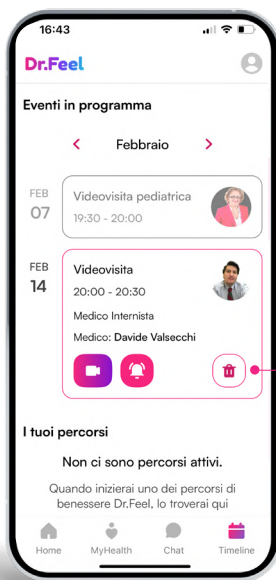 16:43
Dr.Feel
Eventi in programma
Febbraio
FEB
07
Videovisita pediatrica
19:30 - 20:00
FEB
14
Videovisita
20:00 - 20:30
Medico Internista
Medico: Davide Valsecchi
I tuoi percorsi
Non ci sono percorsi attivi.
Quando inizierai uno dei percorsi di
benessere Dr.Feel, lo troverai qui
Home
MyHealth
Chat
Timeline